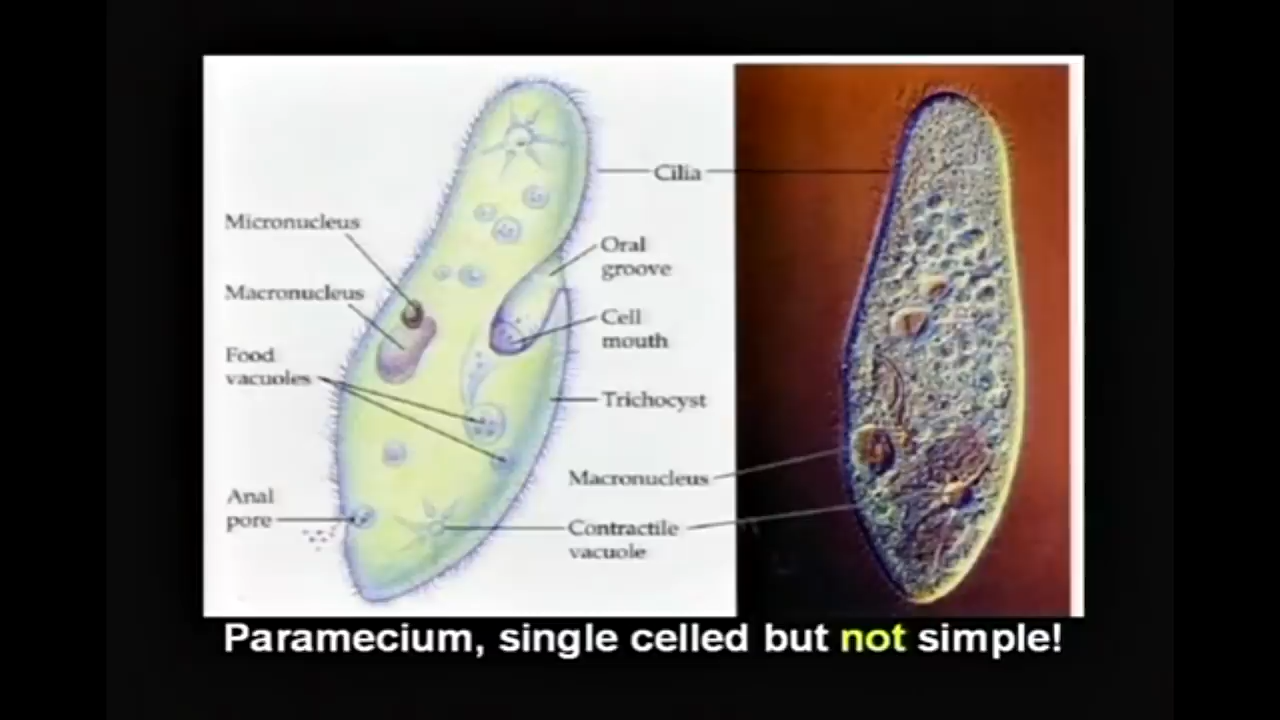 Cilia
Micronucleus
Oral
groove
Macronucleus
Cell
mouth
Food
vacuoles
Trichocyst
Macronucleus
Anal
pore
Contractile
vacuole
Paramecium, single celled but not simple!